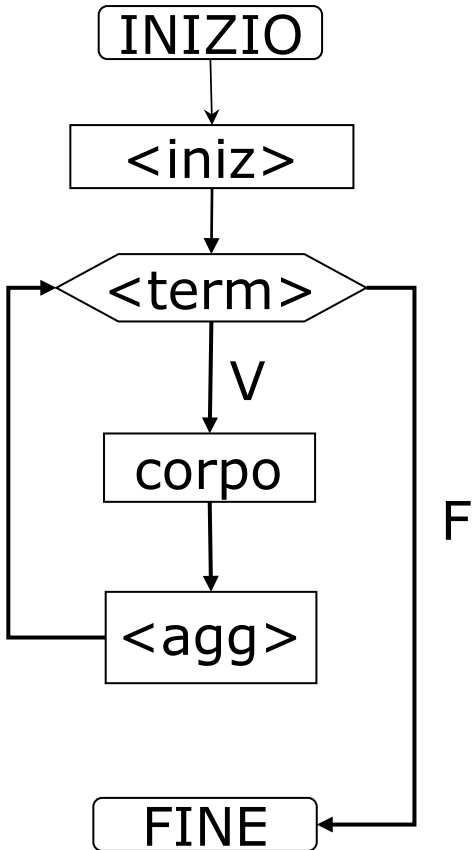 INIZIO
<iniz>
<term>
V
corpo
F
<agg>
FINE